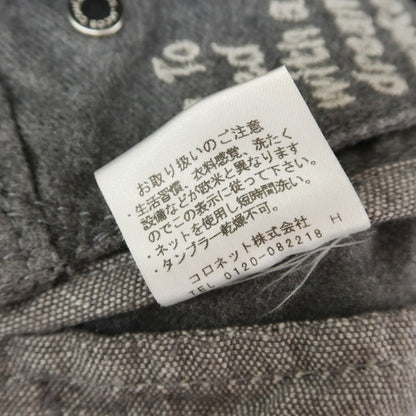 お取り扱いのご注意
・生活習慣、衣料感覚、洗たく
設備などが欧米と異なります
のでこの表示に従って下さい。
・ネットを使用し短時間洗い。
・タンブラー乾燥不可。
コロネット株式会社
TEL 0120-082218 H
To